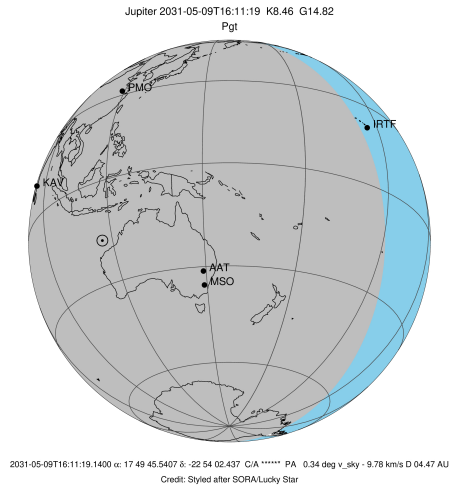 Jupiter 2031-05-09T16:11:19 K8.46 G14.82
Pgt
PMO
IRTF
KAV
AAT
MSO
2031-05-09T16:11:19.1400 α: 17 49 45.5407 δ: -22 54 02.437 C/A ****** PA 0.34 deg v_sky - 9.78 km/s D 04.47 AU
Credit: Styled after SORA/Lucky Star